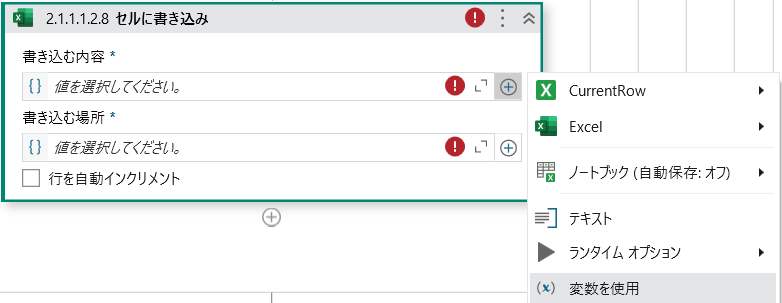 2.1.1.1.2.8 セルに書き込み
書き込む内容 *
値を選択してください。
書き込む場所 *
値を選択してください。
行を自動インクリメント
CurrentRow
Excel
ノートブック (自動保存: オフ)
テキスト
ランタイム オプション
変数を使用